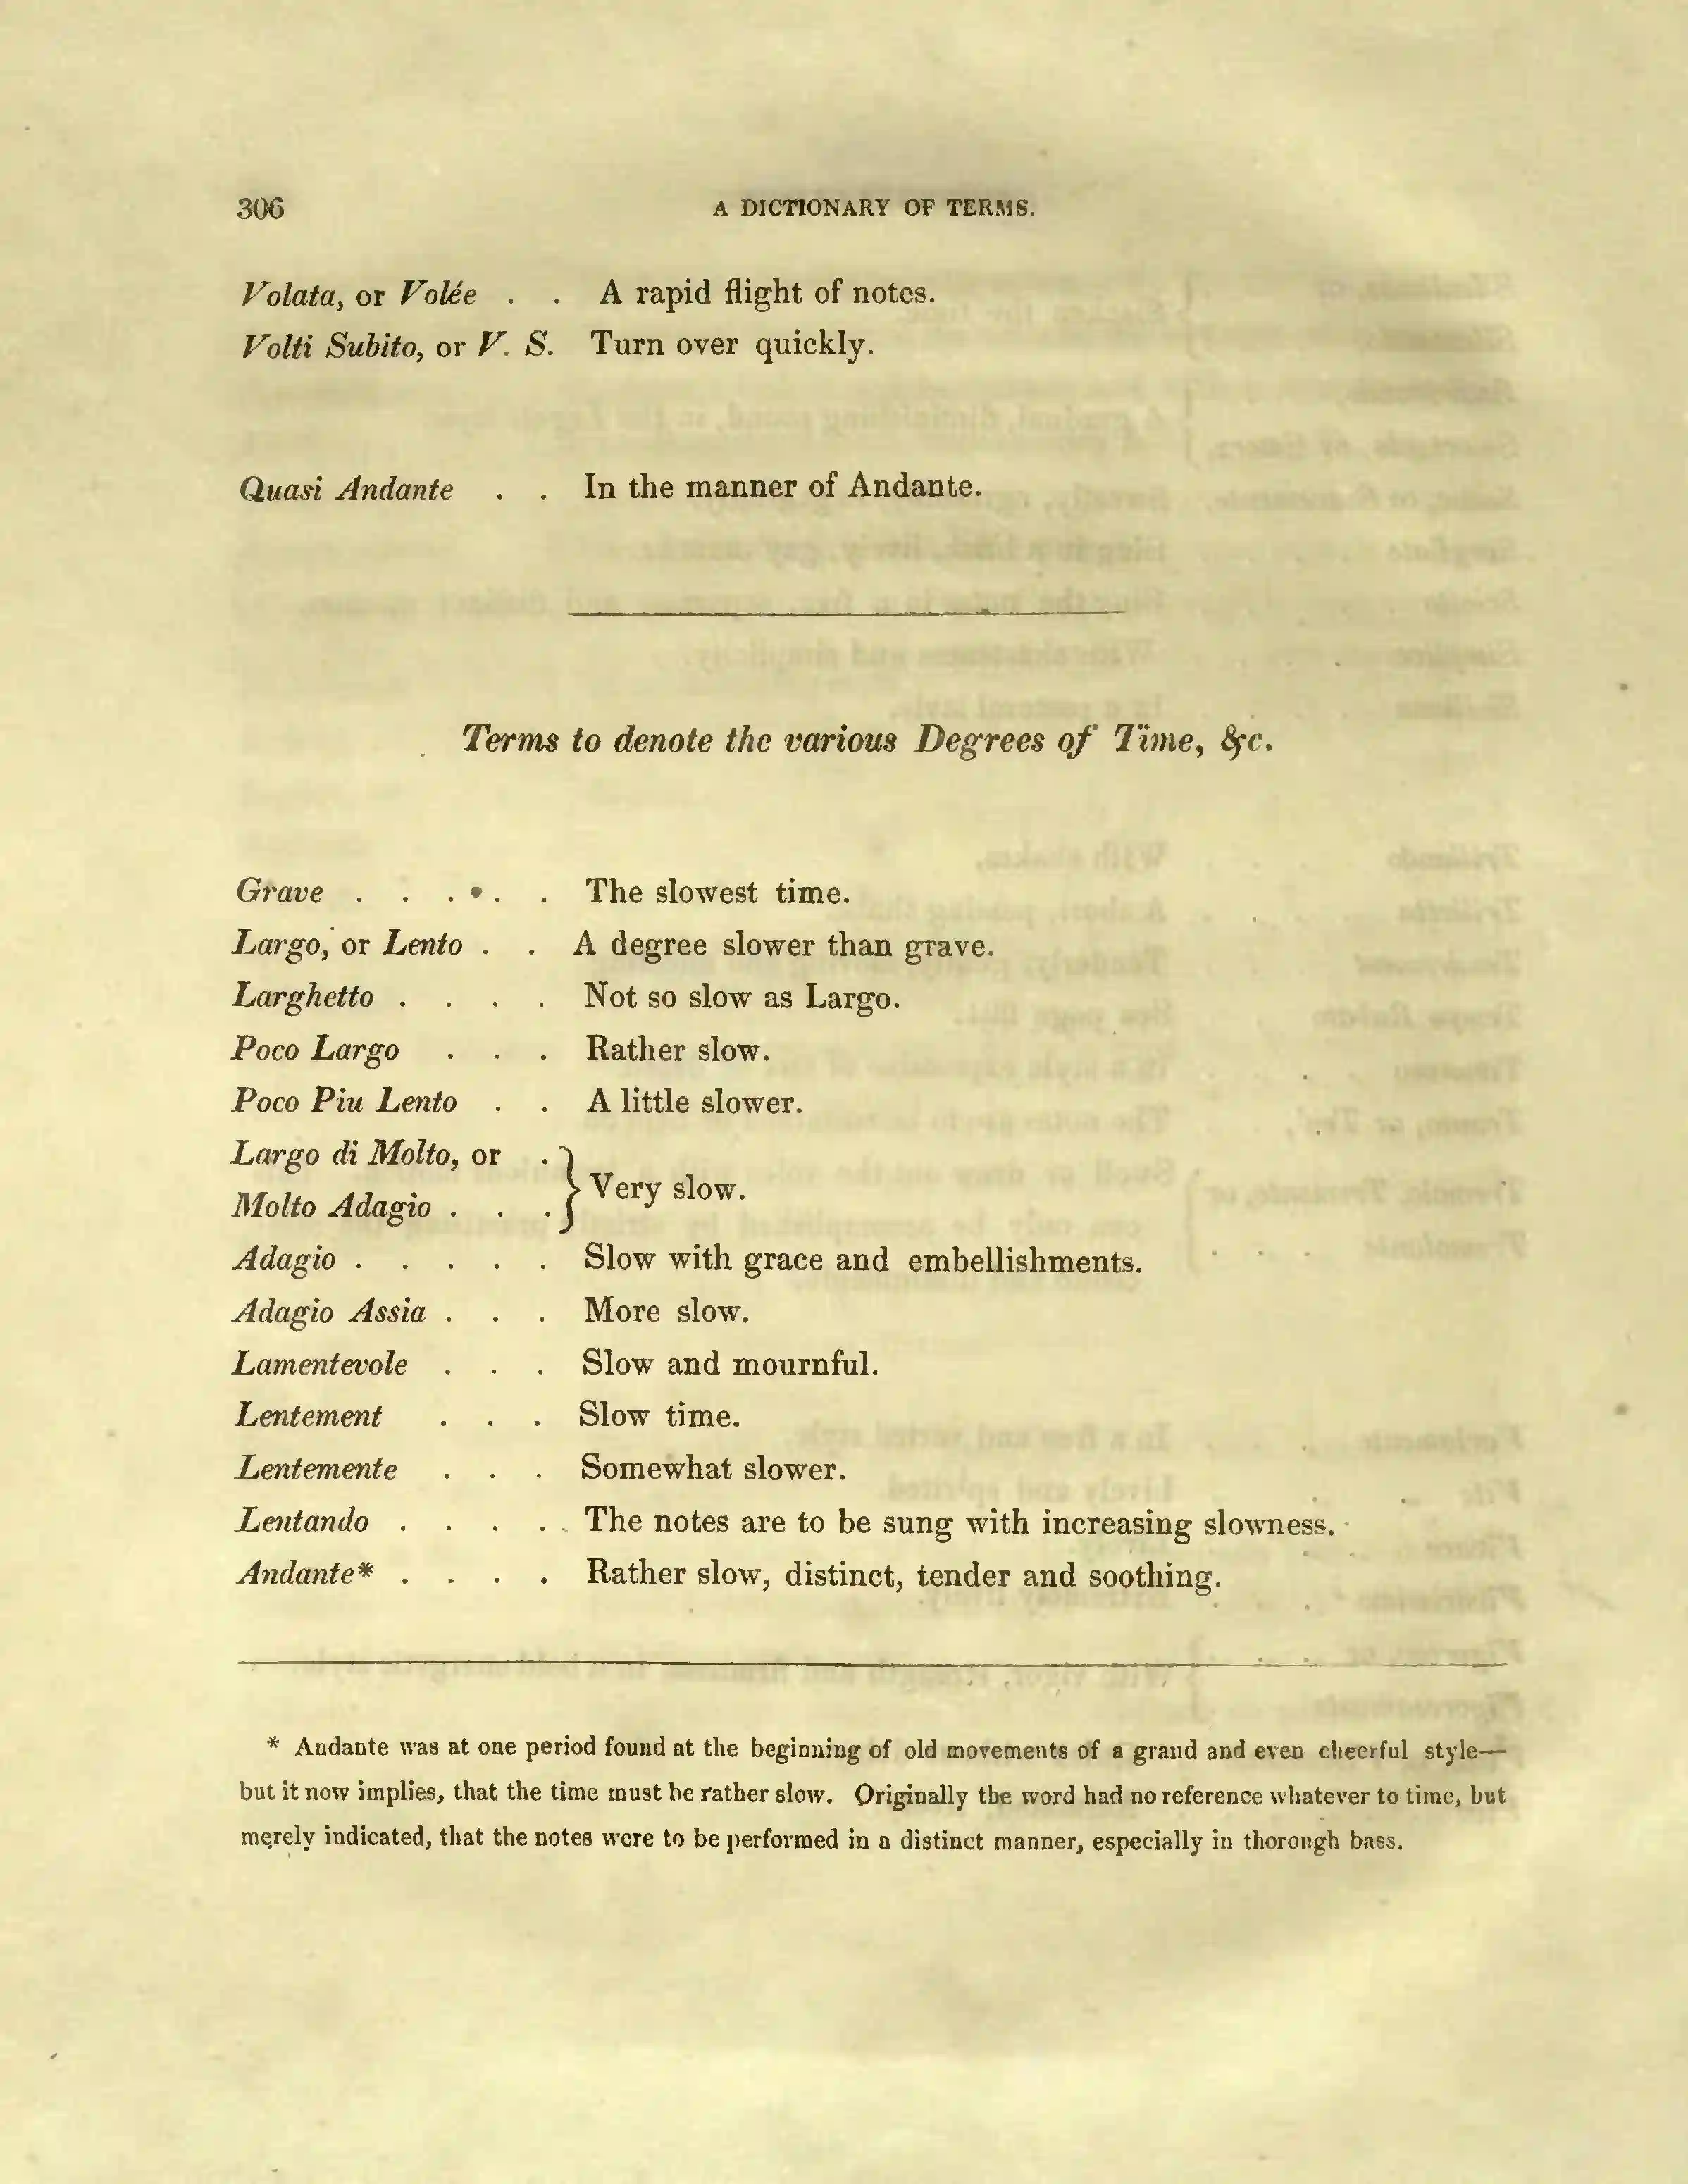 306 A DICTIONARY OF TERMS.
Volata, or Volée . . A rapid flight of notes.
Volti Subito, or V. S. Turn over quickly.
Quasi Andante . . In the manner of Andante.
Terms to denote the various Degrees of Time, &c.
Grave . . . . . The slowest time.
Largo, or Lento . . A degree slower than grave.
Larghetto . . . . Not so slow as Largo.
Poco Largo . . . Rather slow.
Poco Piu Lento . . A little slower.
Largo di Molto, or .
Molto Adagio . . . } Very slow.
Adagio . . . . . Slow with grace and embellishments.
Adagio Assia . . . More slow.
Lamentevole . . . Slow and mournful.
Lentement . . . Slow time.
Lentemente . . . Somewhat slower.
Lentando . . . . The notes are to be sung with increasing slowness.
Andante* . . . . Rather slow, distinct, tender and soothing.
* Andante was at one period found at the beginning of old movements of a grand and even cheerful style—
but it now implies, that the time must be rather slow. Originally the word had no reference whatever to time, but
merely indicated, that the notes were to be performed in a distinct manner, especially in thorough bass.